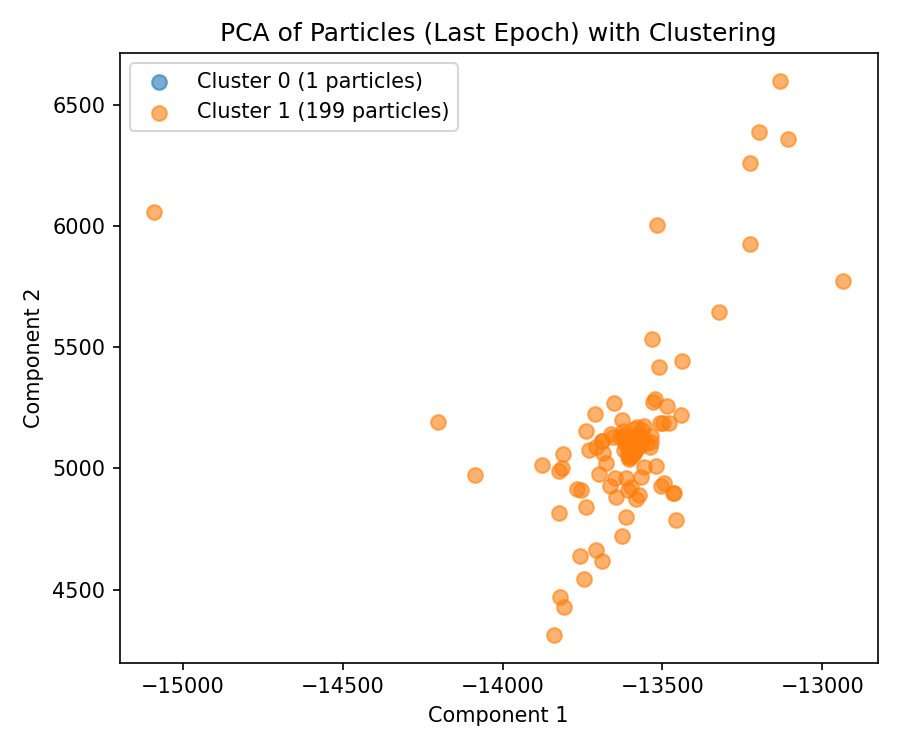 PCA of Particles (Last Epoch) with Clustering
Cluster 0 (1 particles)
Cluster 1 (199 particles)
6500
6000
5500
5000
4500
Component 2
−15000
−14500
−14000
−13500
−13000
Component 1